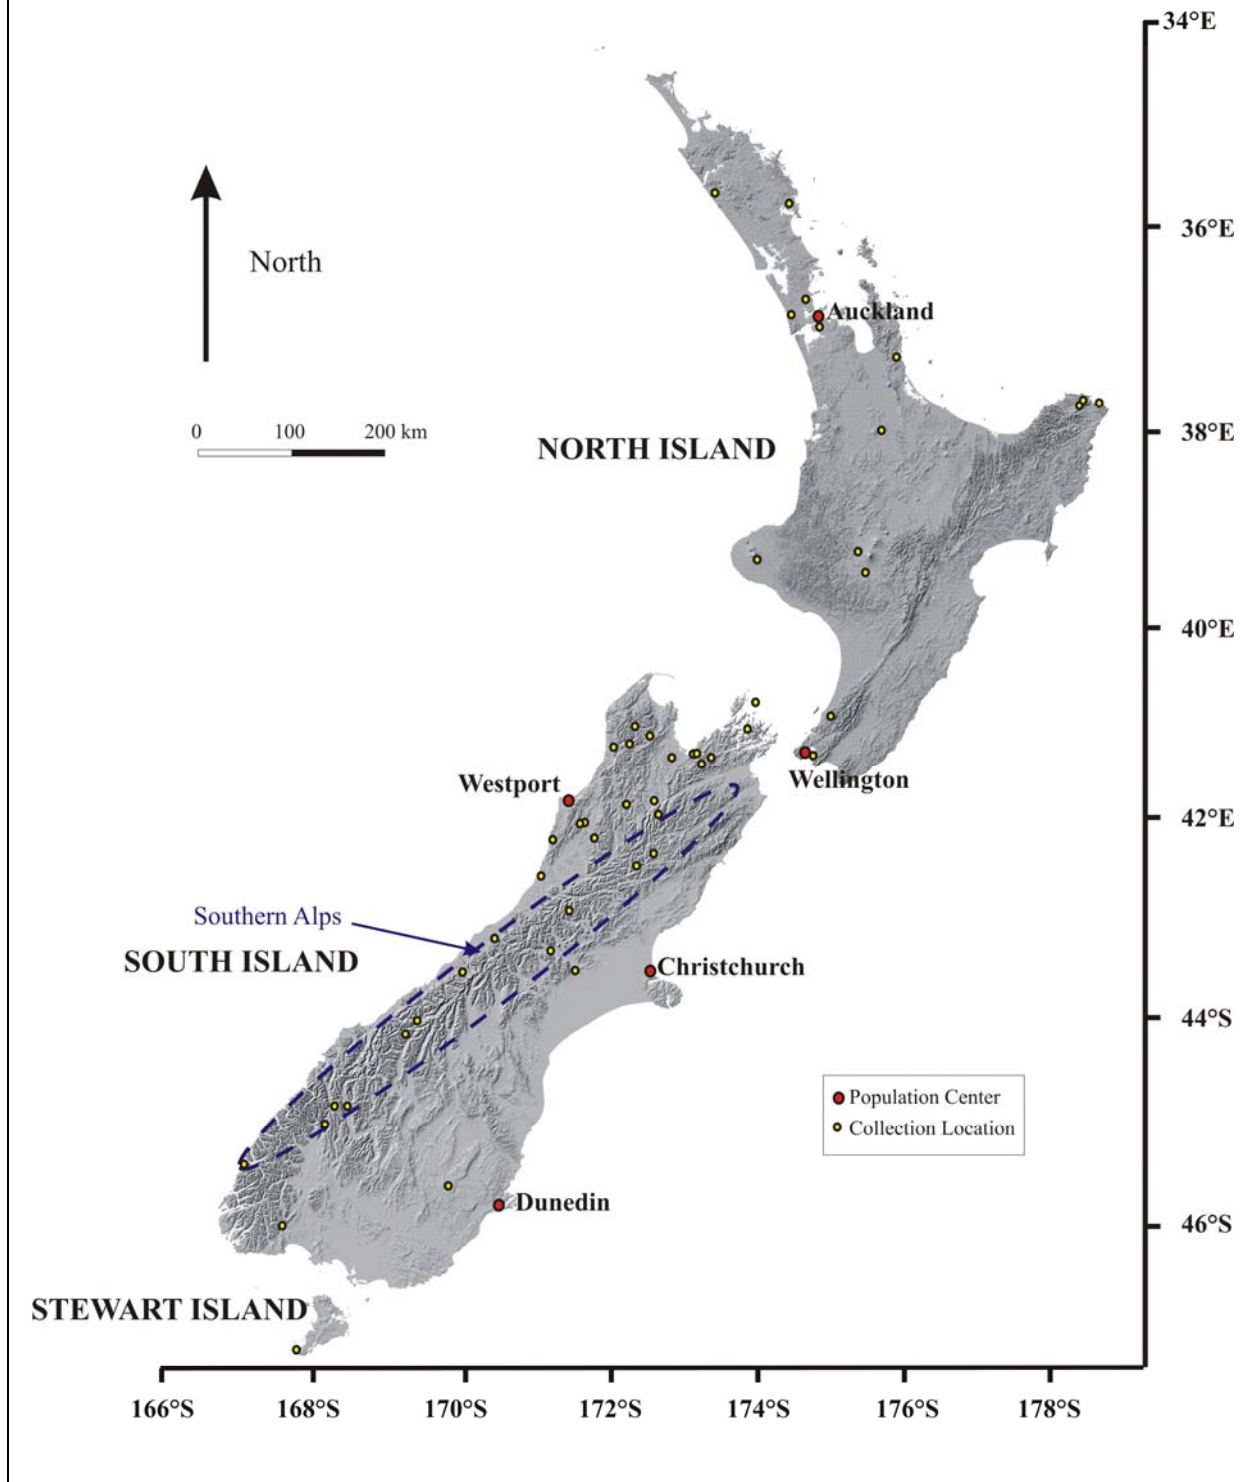 34°E
36°E
North
Auckland
0 100 200 km
38°E
NORTH ISLAND
40°E
Westport
Wellington
42°E
Southern Alps
SOUTH ISLAND
Christchurch
44°S
Population Center
Collection Location
Dunedin
46°S
STEWART ISLAND
166°S 168°S 170°S 172°S 174°S 176°S 178°S